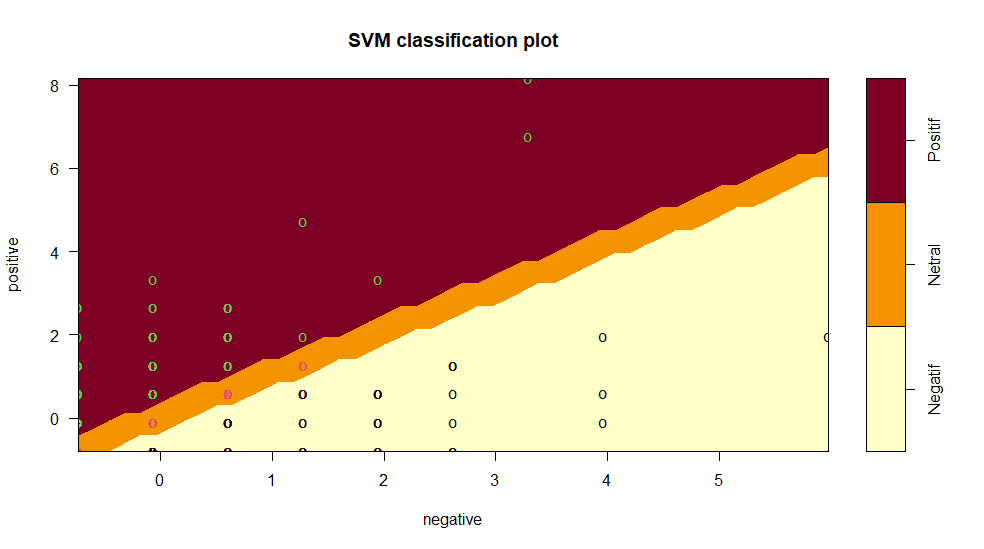 SVM classification plot
8
6
4
2
0
positive
0 1 2 3 4 5
negative
Positif
Netral
Negatif